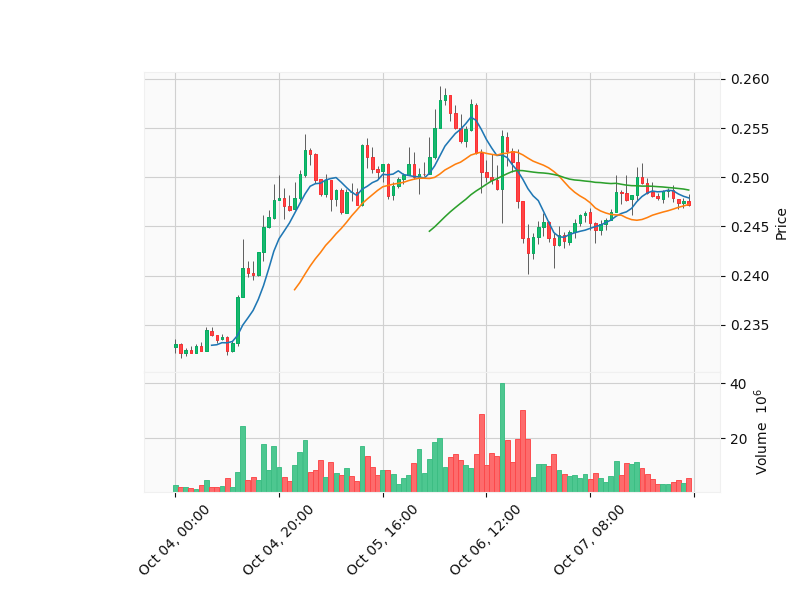 0.260
0.255
0.250
0.245
0.240
0.235
Price
40
20
Volume 10^6
Oct 04, 00:00
Oct 04, 20:00
Oct 05, 16:00
Oct 06, 12:00
Oct 07, 08:00